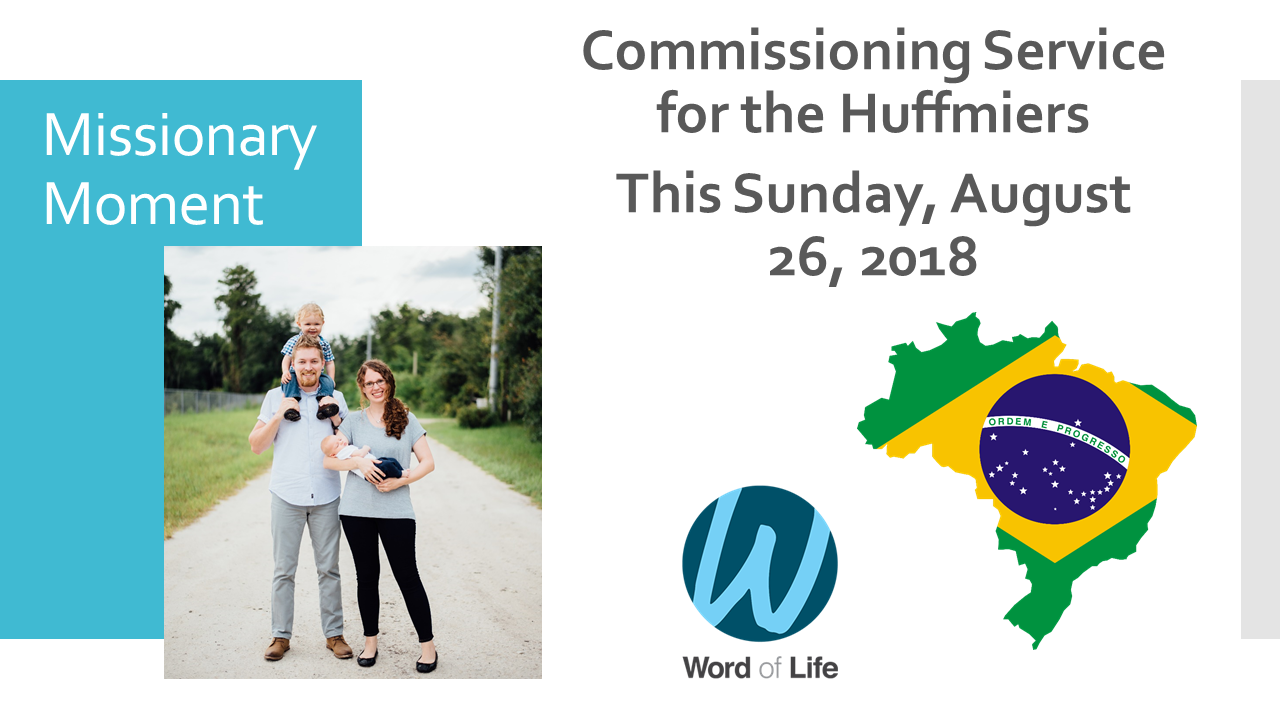 Missionary
Moment
Commissioning Service
for the Huffmiers
This Sunday, August
26, 2018
ORDEM E PROGRESSO
W
Word of Life